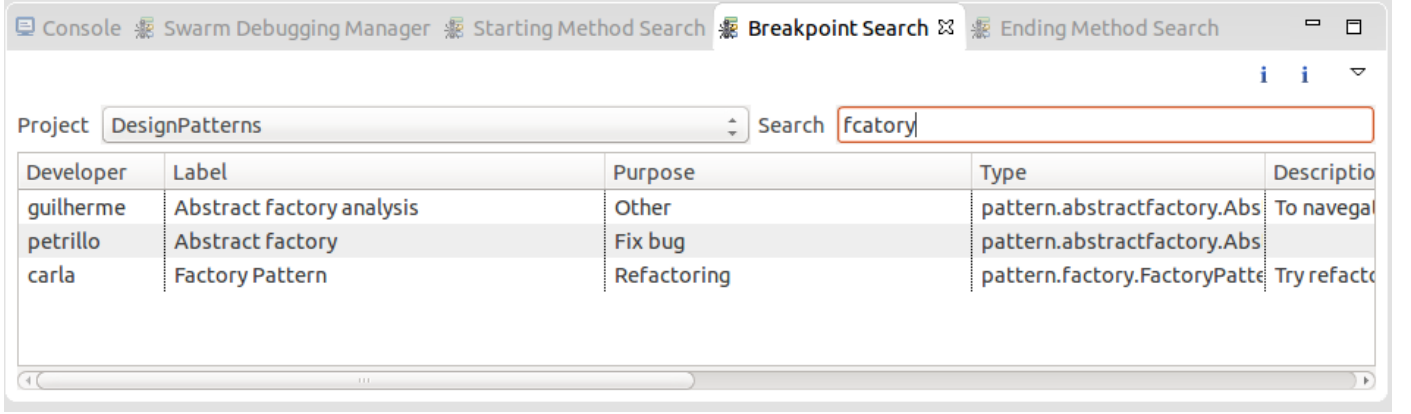 Console Swarm Debugging Manager Starting Method Search Breakpoint Search Ending Method Search
i i
Project DesignPatterns Search fcatory
Developer Label Purpose Type Descriptio
guilherme Abstract factory analysis Other pattern.abstractfactory.Abs To navegat
petrillo Abstract factory Fix bug pattern.abstractfactory.Abs
carla Factory Pattern Refactoring pattern.factory.FactoryPatte Try refacto